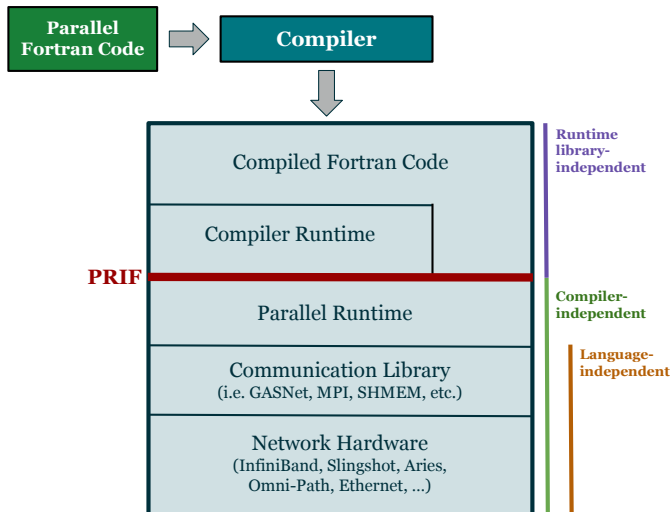 Parallel
Fortran Code
Compiler
Compiled Fortran Code
Runtime
library-
independent
Compiler Runtime
PRIF
Parallel Runtime
Compiler-
independent
Communication Library
(i.e. GASNet, MPI, SHMEM, etc.)
Language-
independent
Network Hardware
(InfiniBand, Slingshot, Aries,
Omni-Path, Ethernet, ...)